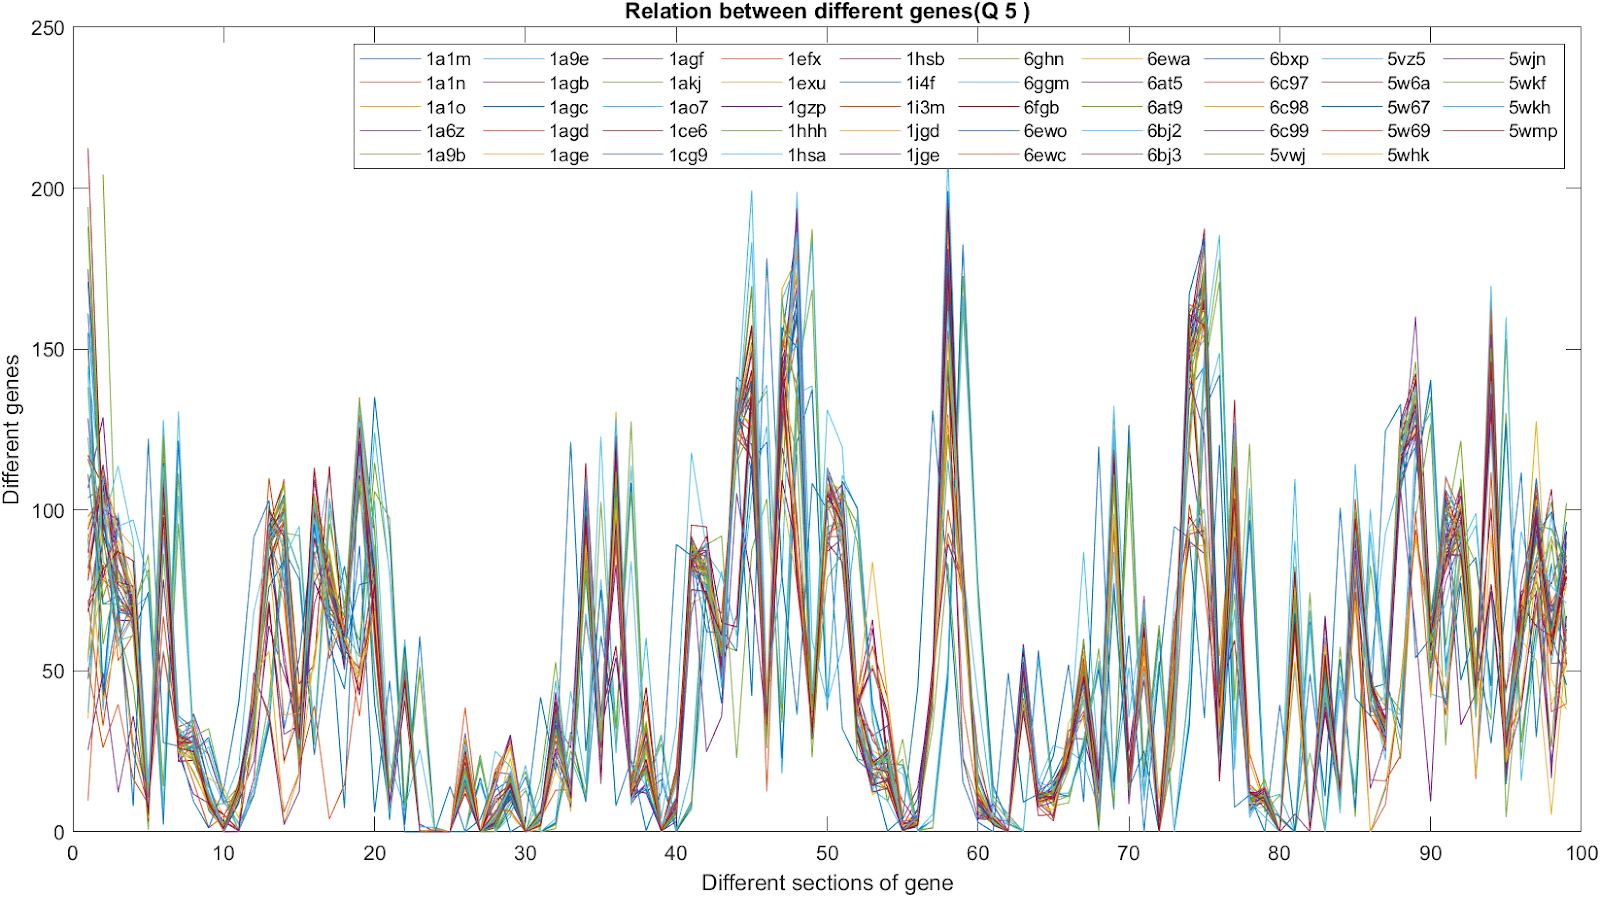 Relation between different genes(Q 5 )
250
200
150
100
50
0
Different genes
1a1m 1a9e 1agf 1efx 1hsb 6ghn 6ewa 6bxp 5vz5 5wjn
1a1n 1agb 1akj 1exu 1i4f 6ggm 6at5 6c97 5w6a 5wkf
1a1o 1agc 1ao7 1gzp 1i3m 6fgb 6at9 6c98 5w67 5wkh
1a6z 1agd 1ce6 1hhh 1jgd 6ewo 6bj2 6c99 5w69 5wmp
1a9b 1age 1cg9 1hsa 1jge 6ewc 6bj3 5vwj 5whk
0 10 20 30 40 50 60 70 80 90 100
Different sections of gene